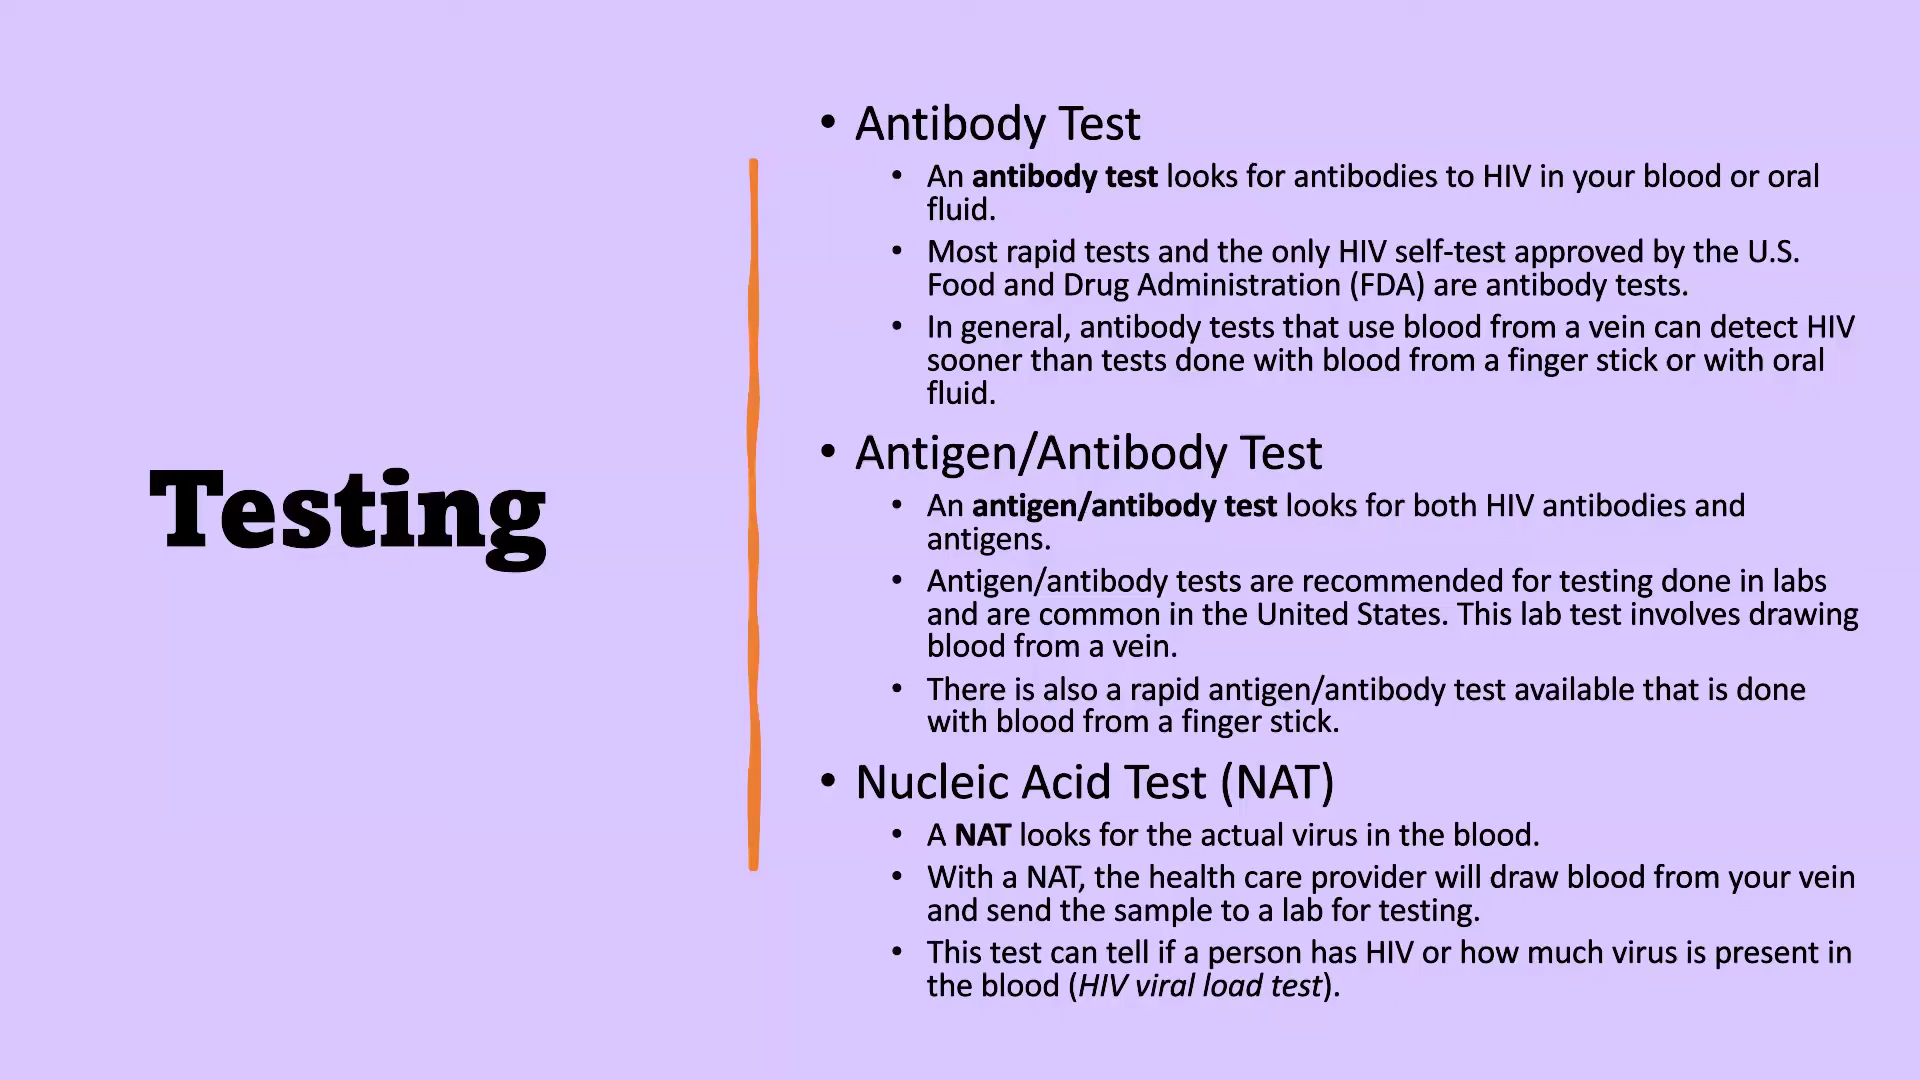 Testing
• Antibody Test
• An antibody test looks for antibodies to HIV in your blood or oral
fluid.
• Most rapid tests and the only HIV self-test approved by the U.S.
Food and Drug Administration (FDA) are antibody tests.
• In general, antibody tests that use blood from a vein can detect HIV
sooner than tests done with blood from a finger stick or with oral
fluid.
• Antigen/Antibody Test
• An antigen/antibody test looks for both HIV antibodies and
antigens.
• Antigen/antibody tests are recommended for testing done in labs
and are common in the United States. This lab test involves drawing
blood from a vein.
• There is also a rapid antigen/antibody test available that is done
with blood from a finger stick.
• Nucleic Acid Test (NAT)
• A NAT looks for the actual virus in the blood.
• With a NAT, the health care provider will draw blood from your vein
and send the sample to a lab for testing.
• This test can tell if a person has HIV or how much virus is present in
the blood (HIV viral load test).